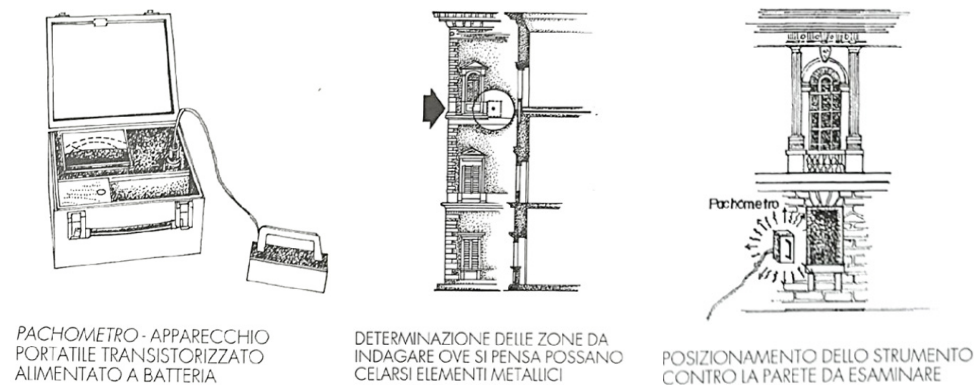 PACHOMETRO - APPARECCHIO
PORTATILE TRANSISTORIZZATO
ALIMENTATO A BATTERIA
DETERMINAZIONE DELLE ZONE DA
INDAGARE OVE SI PENSA POSSANO
CELARSI ELEMENTI METALLICI
Pachometro
POSIZIONAMENTO DELLO STRUMENTO
CONTRO LA PARETE DA ESAMINARE